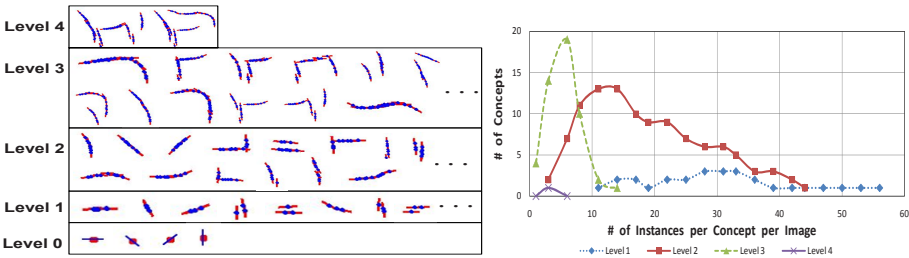 Level 4
Level 3
Level 2
Level 1
Level 0
# of Concepts
20
15
10
5
0
0 10 20 30 40 50 60
# of Instances per Concept per Image
Level 1 Level 2 Level 3 Level 4